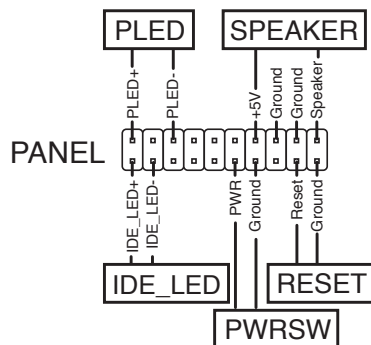 PLED SPEAKER
PLED+ PLED- +5V Ground Ground Speaker
PANEL
IDE_LED+ IDE_LED- PWR Ground Reset Ground
IDE_LED RESET
PWRSW